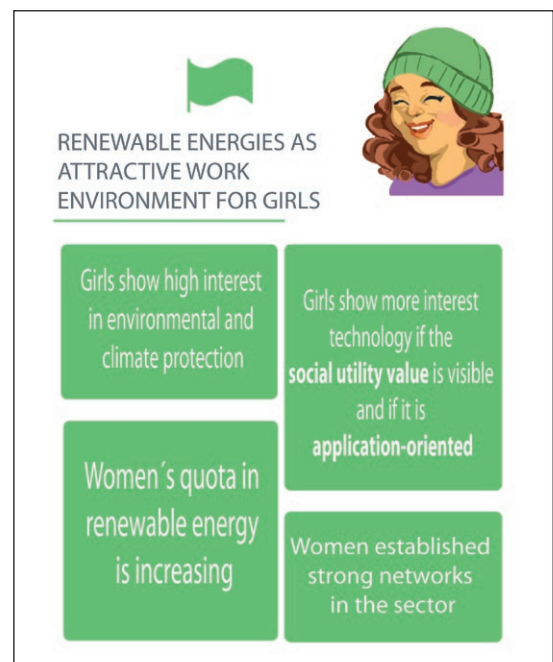 RENEWABLE ENERGIES AS
ATTRACTIVE WORK
ENVIRONMENT FOR GIRLS
Girls show high interest
in environmental and
climate protection
Girls show more interest
technology if the
social utility value is visible
and if it is
application-oriented
Women´s quota in
renewable energy
is increasing
Women established
strong networks
in the sector